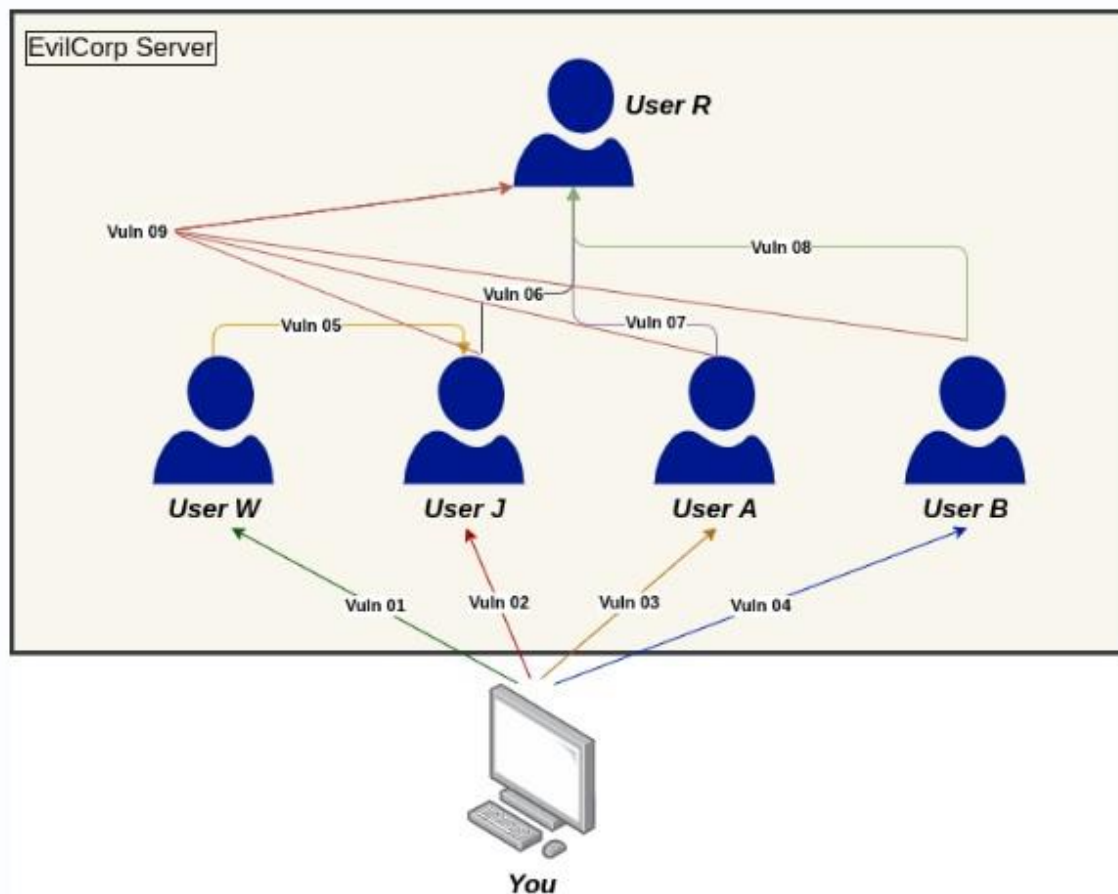 EvilCorp Server
User R
Vuln 09
Vuln 08
Vuln 06
Vuln 05
Vuln 07
User W
User J
User A
User B
Vuln 01
Vuln 02
Vuln 03
Vuln 04
You